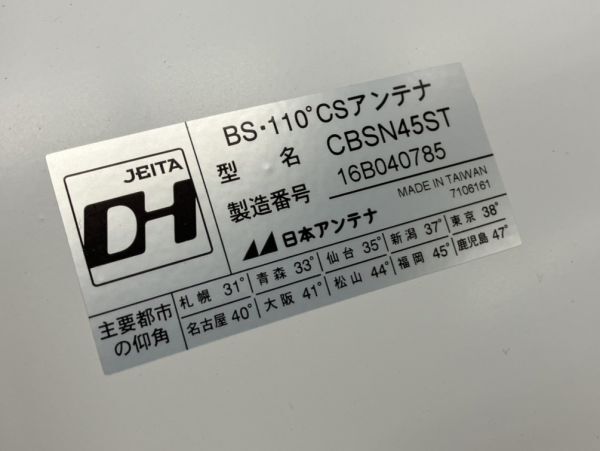 JEITA
DH
BS・110°CSアンテナ
型名 CBSN45ST
製造番号 16B040785
MADE IN TAIWAN
日本アンテナ 7106161
主要都市の仰角
札幌 31° 青森 33° 仙台 35° 新潟 37° 東京 38°
名古屋 40° 大阪 41° 松山 44° 福岡 45° 鹿児島 47°